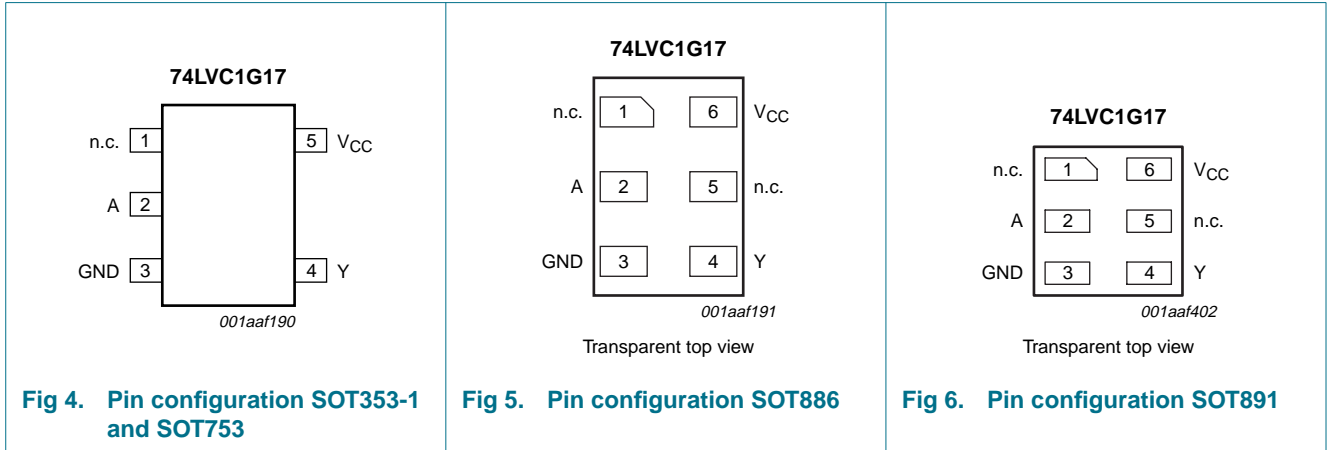 74LVC1G17
n.c. 1 5 VCC
A 2
GND 3 4 Y
001aaf190
Fig 4. Pin configuration SOT353-1
and SOT753
74LVC1G17
n.c. 1 6 VCC
A 2 5 n.c.
GND 3 4 Y
001aaf191
Transparent top view
Fig 5. Pin configuration SOT886
74LVC1G17
n.c. 1 6 VCC
A 2 5 n.c.
GND 3 4 Y
001aaf402
Transparent top view
Fig 6. Pin configuration SOT891